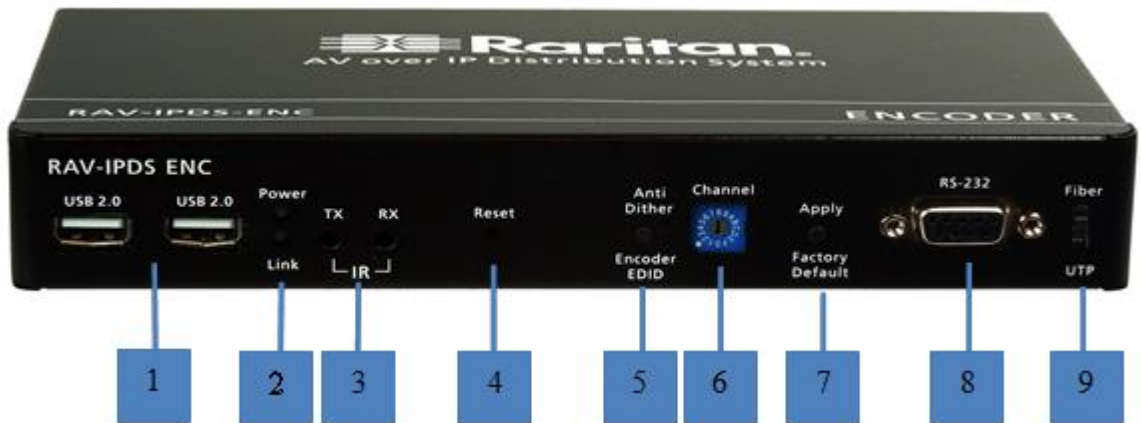 Raritan.
AV over IP Distribution System
RAV-IPDS-ENC
ENCODER
RAV-IPDS ENC
USB 2.0
USB 2.0
Power
Link
TX
RX
IR
Reset
Anti
Dither
Encoder
EDID
Channel
Apply
Factory
Default
RS-232
Fiber
UTP
1
2
3
4
5
6
7
8
9